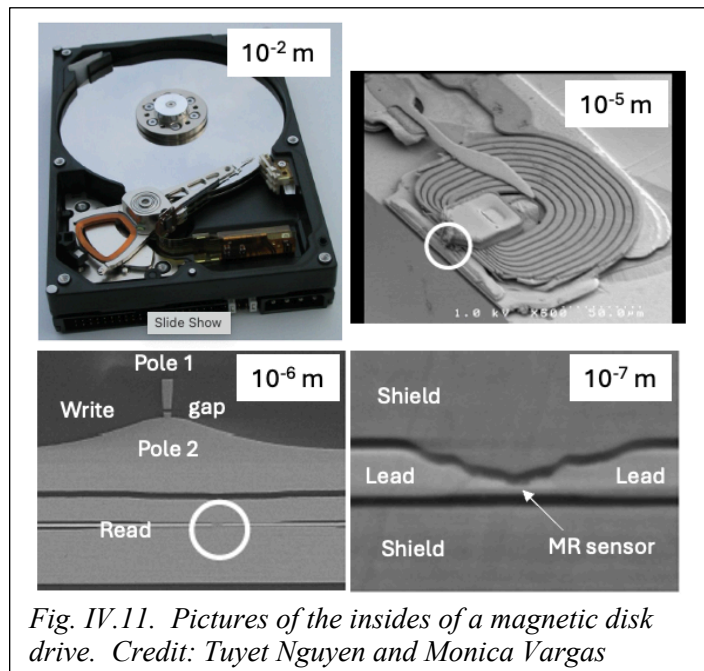 10⁻² m
10⁻⁵ m
Slide Show
1.0 kV X600 50.0µm
Pole 1
10⁻⁶ m
Write
gap
Pole 2
Read
10⁻⁷ m
Shield
Lead
Lead
MR sensor
Shield
Fig. IV.11. Pictures of the insides of a magnetic disk
drive. Credit: Tuyet Nguyen and Monica Vargas